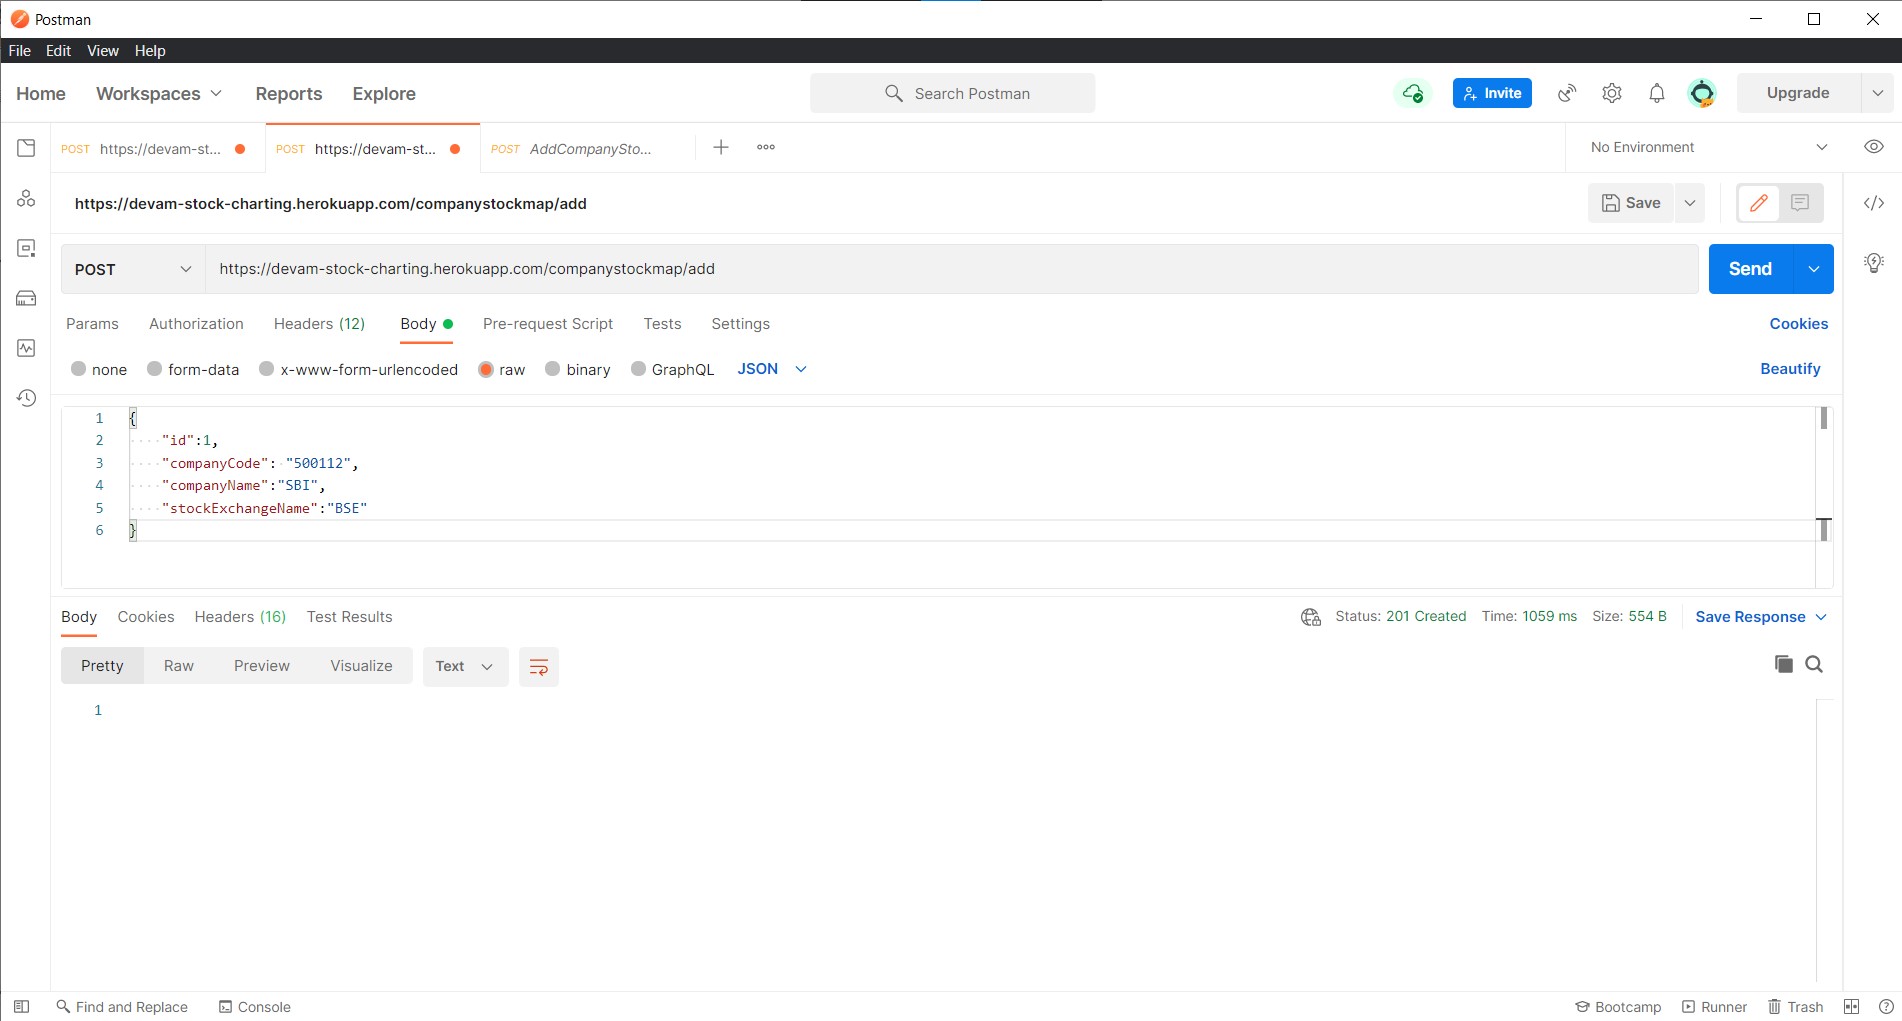 Postman
File Edit View Help
Home Workspaces Reports Explore Search Postman Invite Upgrade
POST https://devam-st... POST https://devam-st... POST AddCompanySto... No Environment
https://devam-stock-charting.herokuapp.com/companystockmap/add Save
POST https://devam-stock-charting.herokuapp.com/companystockmap/add Send
Params Authorization Headers (12) Body Pre-request Script Tests Settings Cookies
none form-data x-www-form-urlencoded raw binary GraphQL JSON Beautify
1 {
2 "id":1,
3 "companyCode": "500112",
4 "companyName":"SBI",
5 "stockExchangeName":"BSE"
6 }
Body Cookies Headers (16) Test Results Status: 201 Created Time: 1059 ms Size: 554 B Save Response
Pretty Raw Preview Visualize Text
1
Find and Replace Console Bootcamp Runner Trash